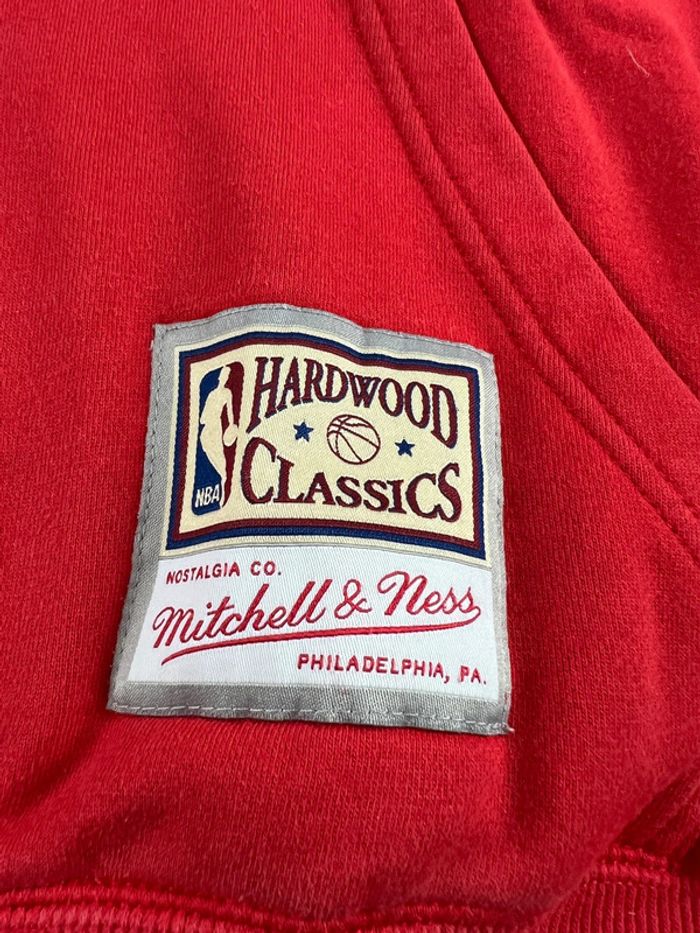 HARDWOOD
CLASSICS
NBA
NOSTALGIA CO.
Mitchell & Ness
PHILADELPHIA, PA.